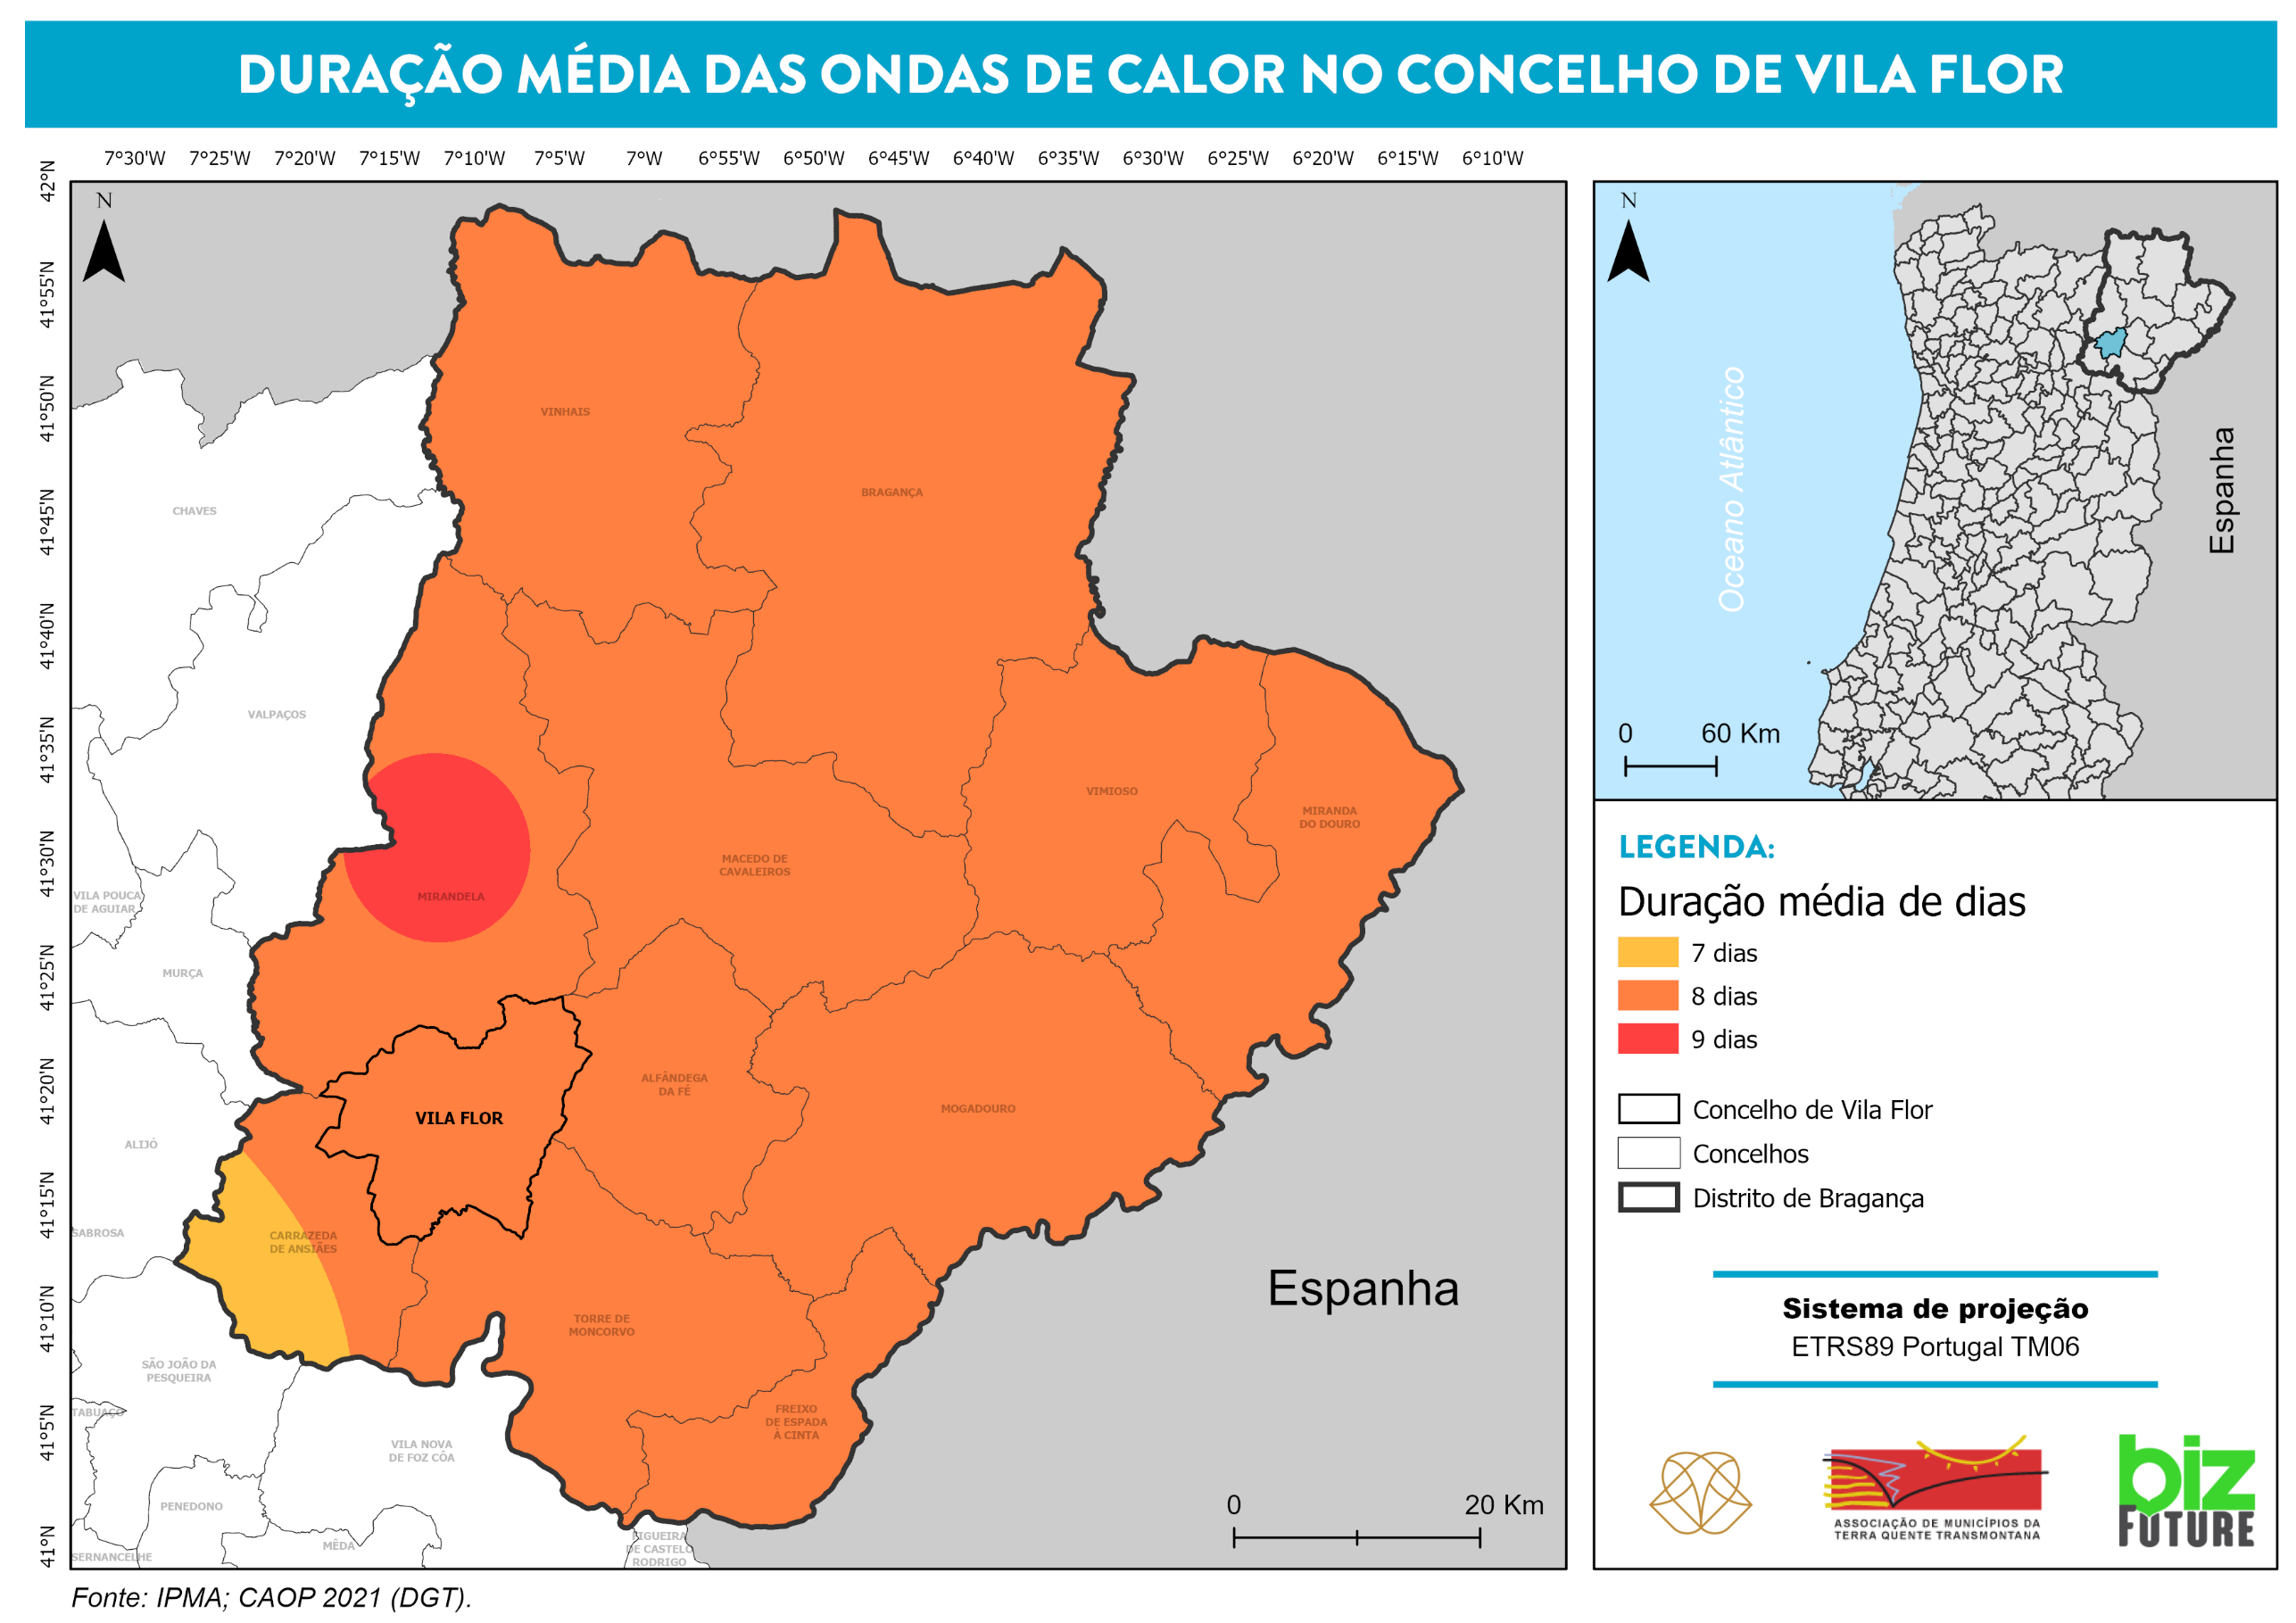 DURAÇÃO MÉDIA DAS ONDAS DE CALOR NO CONCELHO DE VILA FLOR
7°30'W 7°25'W 7°20'W 7°15'W 7°10'W 7°5'W 7°W 6°55'W 6°50'W 6°45'W 6°40'W 6°35'W 6°30'W 6°25'W 6°20'W 6°15'W 6°10'W
42°N
41°55'N
41°50'N
41°45'N
41°40'N
41°35'N
41°30'N
41°25'N
41°20'N
41°15'N
41°10'N
41°5'N
41°N
N
VINHAIS
BRAGANÇA
CHAVES
VALPAÇOS
VIMIOSO
MIRANDA
DO DOURO
MACEDO DE
CAVALEIROS
MIRANDELA
VILA POUCA
DE AGUIAR
MURÇA
ALFÂNDEGA
DA FÉ
MOGADOURO
VILA FLOR
ALIJÓ
SABROSA
CARRAZEDA
DE ANSIÃES
Espanha
TORRE DE
MONCORVO
SÃO JOÃO DA
PESQUEIRA
TABUAÇO
FREIXO
DE ESPADA
À CINTA
VILA NOVA
DE FOZ CÔA
PENEDONO
MÊDA
SERNANCELHE
FIGUEIRA
DE CASTELO
RODRIGO
0 20 Km
N
Oceano Atlântico
Espanha
0 60 Km
LEGENDA:
Duração média de dias
7 dias
8 dias
9 dias
Concelho de Vila Flor
Concelhos
Distrito de Bragança
Sistema de projeção
ETRS89 Portugal TM06
ASSOCIAÇÃO DE MUNICÍPIOS DA
TERRA QUENTE TRANSMONTANA
biz
FUTURE
Fonte: IPMA; CAOP 2021 (DGT).